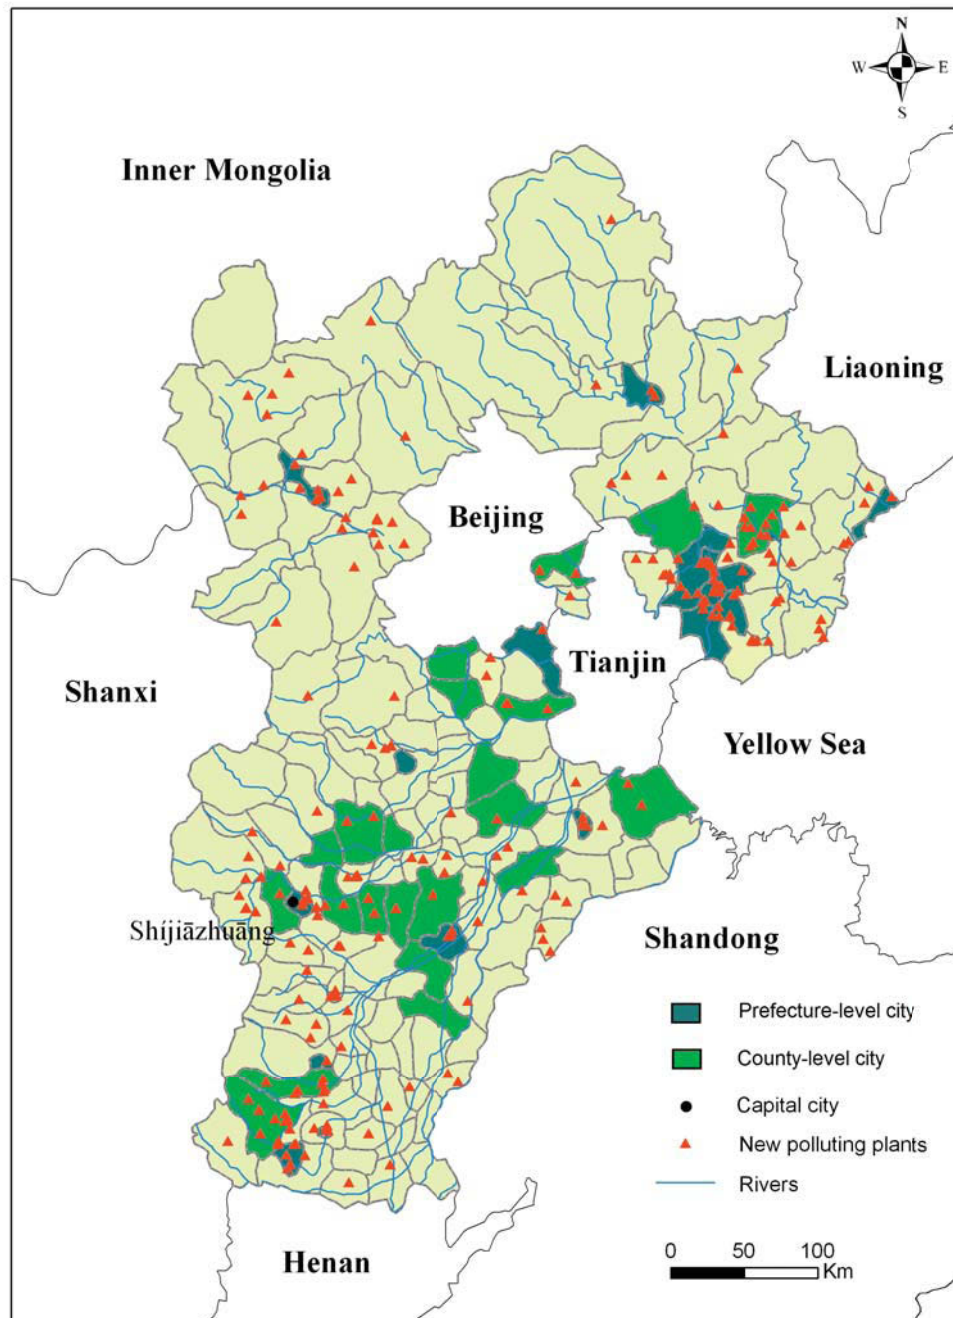 N
W E
S
Inner Mongolia
Liaoning
Beijing
Tianjin
Shanxi
Yellow Sea
Shíjiāzhuāng
Shandong
Prefecture-level city
County-level city
Capital city
New polluting plants
Rivers
0 50 100
Km
Henan